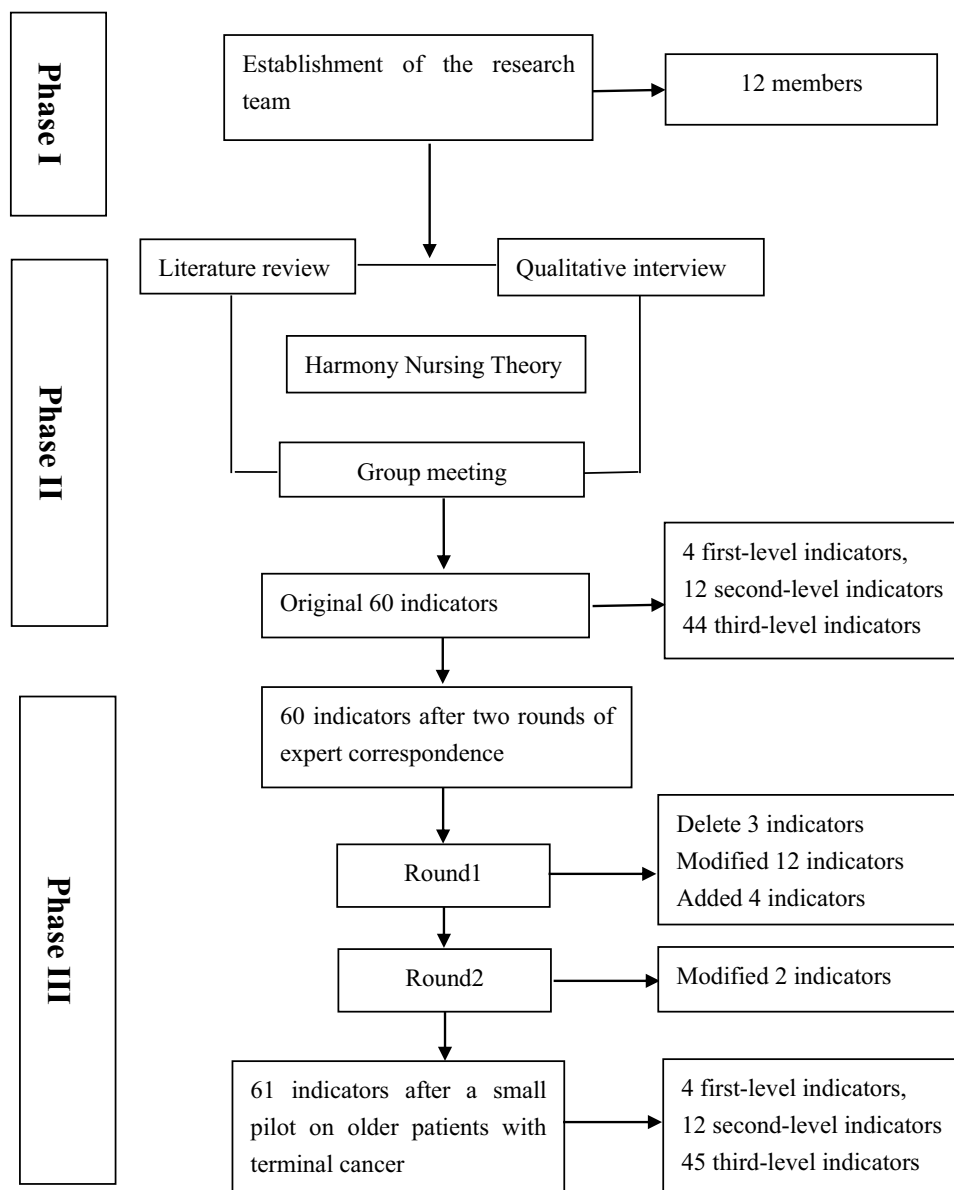 Phase I
Establishment of the research
team
12 members
Phase II
Literature review
Qualitative interview
Harmony Nursing Theory
Group meeting
Original 60 indicators
4 first-level indicators,
12 second-level indicators
44 third-level indicators
Phase III
60 indicators after two rounds of
expert correspondence
Round1
Delete 3 indicators
Modified 12 indicators
Added 4 indicators
Round2
Modified 2 indicators
61 indicators after a small
pilot on older patients with
terminal cancer
4 first-level indicators,
12 second-level indicators
45 third-level indicators